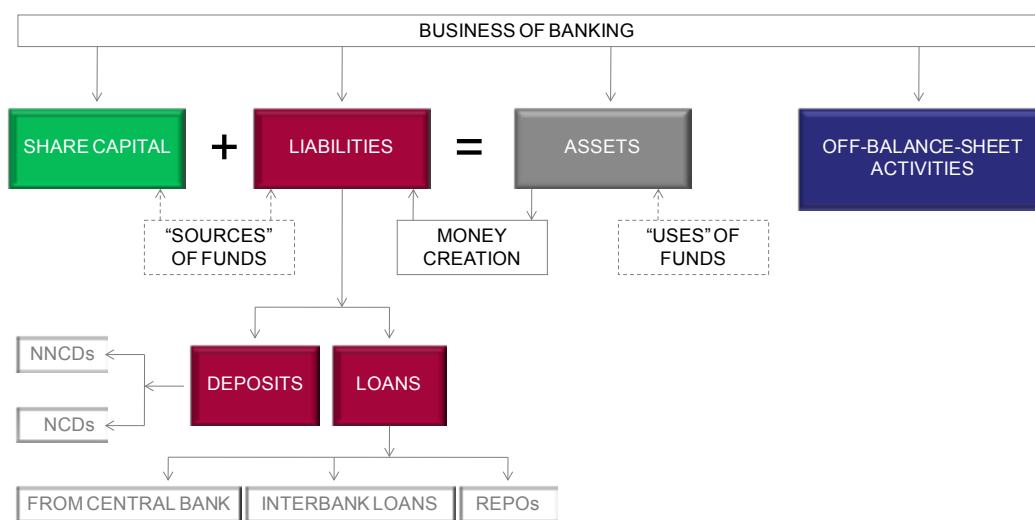 BUSINESS OF BANKING
SHARE CAPITAL
+
LIABILITIES
=
ASSETS
OFF-BALANCE-SHEET
ACTIVITIES
“SOURCES”
OF FUNDS
MONEY
CREATION
“USES” OF
FUNDS
NNCDs
DEPOSITS
LOANS
NCDs
FROM CENTRAL BANK
INTERBANK LOANS
REPOs